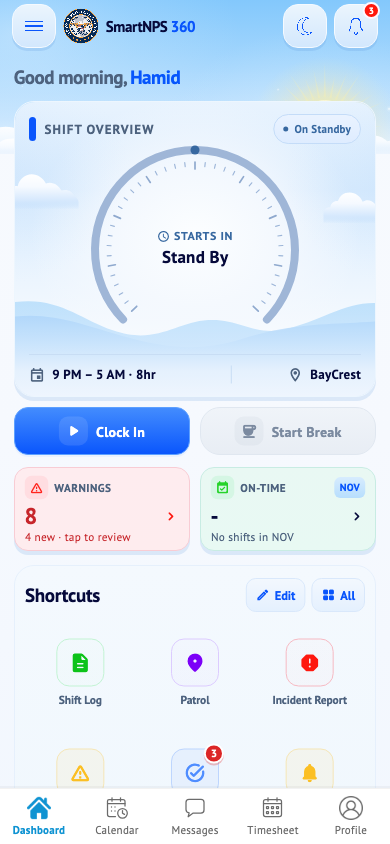 SmartNPS 360
3
Good morning, Hamid
SHIFT OVERVIEW
On Standby
STARTS IN
Stand By
9 PM – 5 AM · 8hr
BayCrest
Clock In
Start Break
WARNINGS
8
4 new · tap to review
ON-TIME
NOV
-
No shifts in NOV
Shortcuts
Edit
All
Shift Log
Patrol
Incident Report
3
Dashboard
Calendar
Messages
Timesheet
Profile